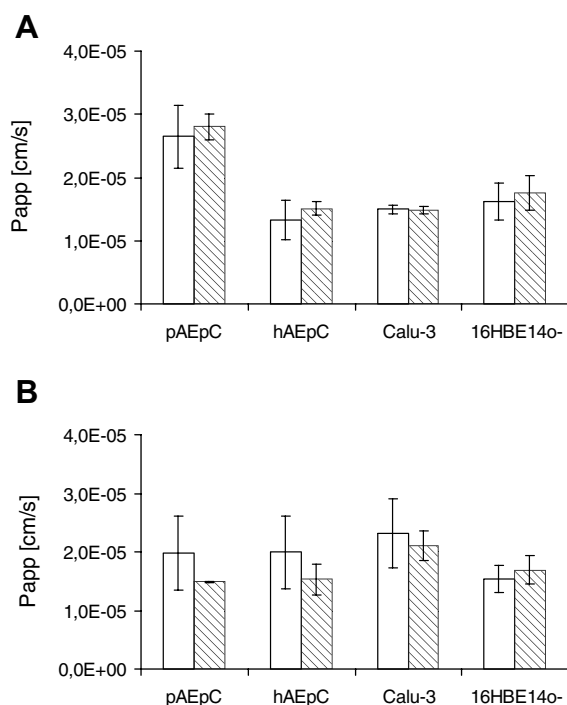 A
Papp [cm/s]
4,0E-05
3,0E-05
2,0E-05
1,0E-05
0,0E+00
pAEpC hAEpC Calu-3 16HBE14o-
B
Papp [cm/s]
4,0E-05
3,0E-05
2,0E-05
1,0E-05
0,0E+00
pAEpC hAEpC Calu-3 16HBE14o-